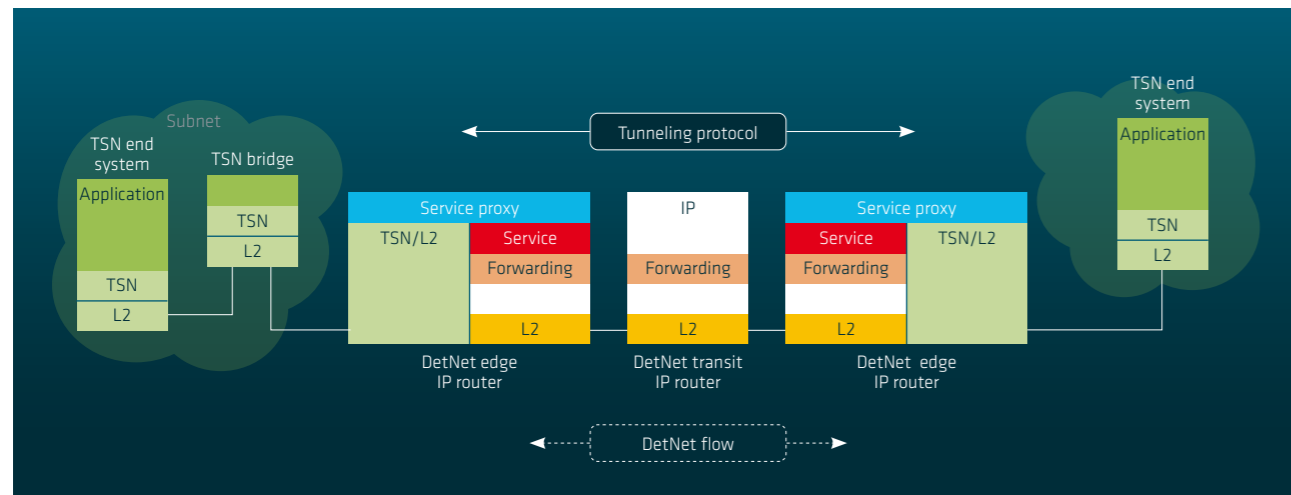 Subnet
TSN end
system
Application
TSN
L2
TSN bridge
TSN
L2
Tunneling protocol
Service proxy
TSN/L2
Service
Forwarding
L2
DetNet edge
IP router
IP
Forwarding
L2
DetNet transit
IP router
Service proxy
Service
TSN/L2
Forwarding
L2
DetNet edge
IP router
TSN end
system
Application
TSN
L2
DetNet flow